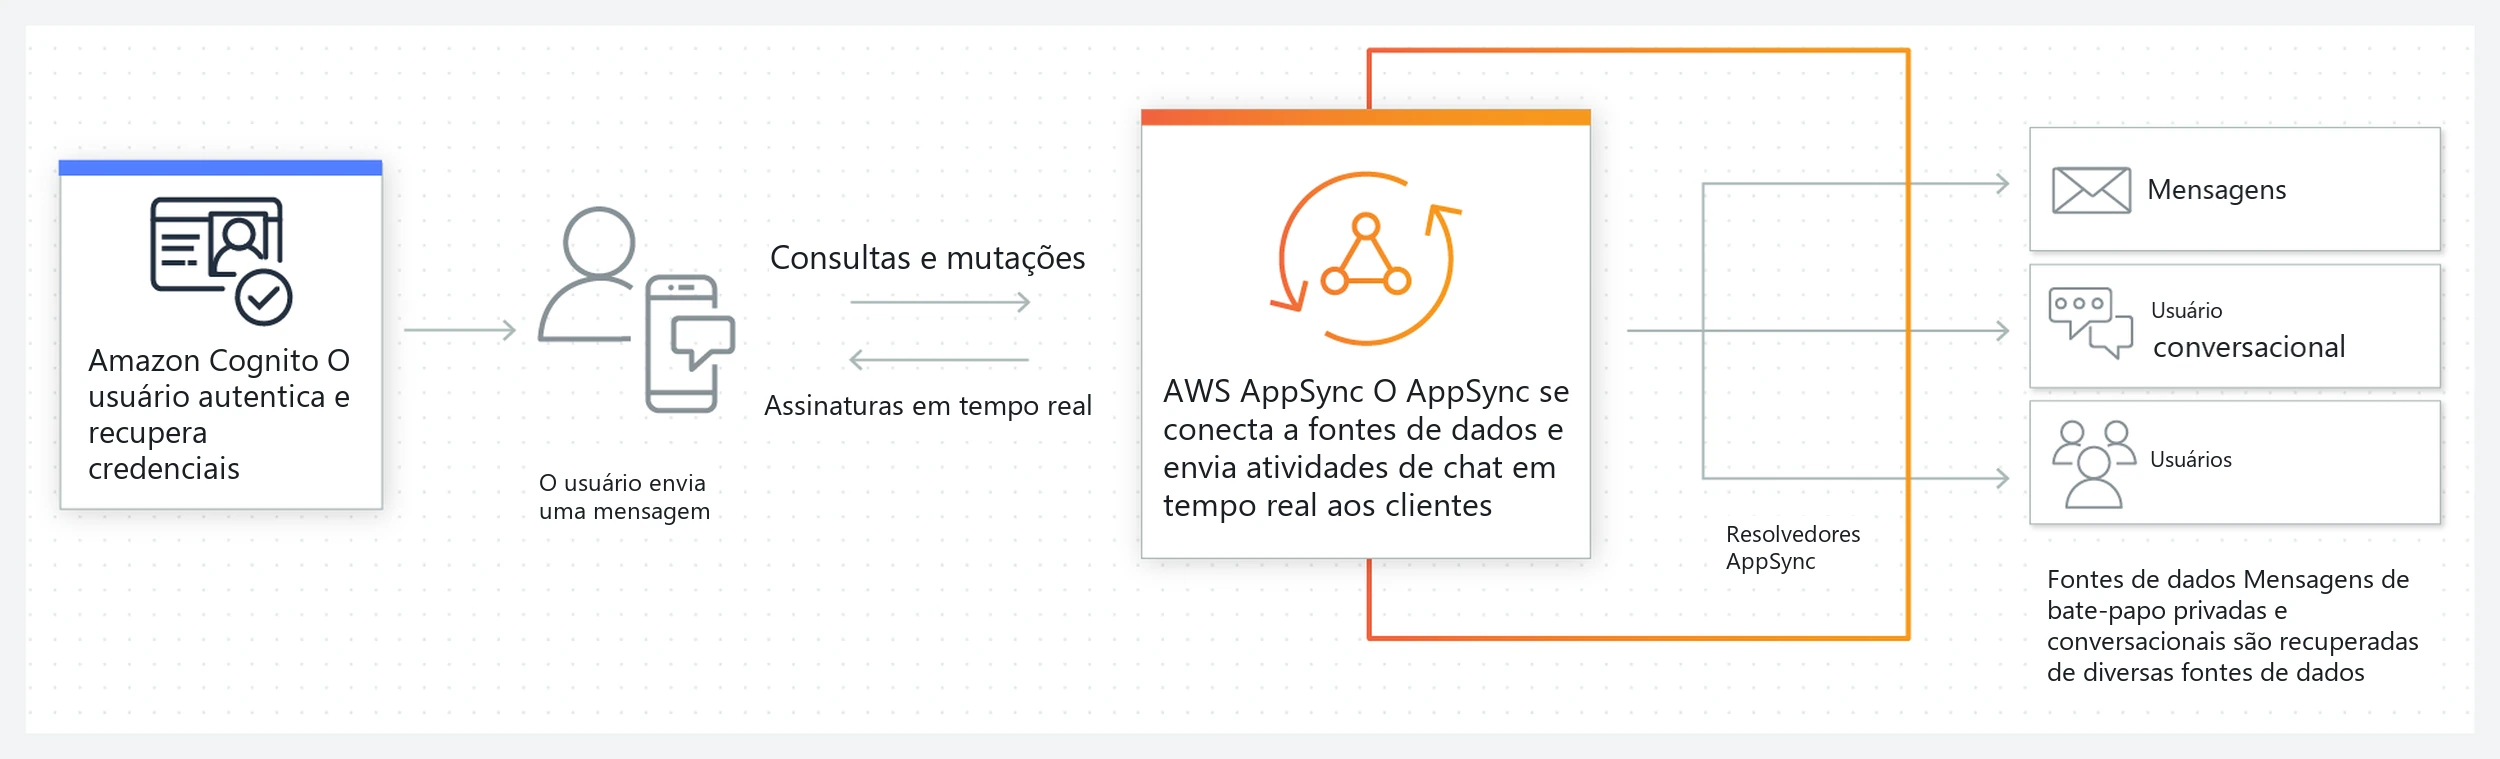 Amazon Cognito O
usuário autentica e
recupera
credenciais
O usuário envia
uma mensagem
Consultas e mutações
Assinaturas em tempo real
AWS AppSync O AppSync se
conecta a fontes de dados e
envia atividades de chat em
tempo real aos clientes
Resolvedores
AppSync
Mensagens
Usuário
conversacional
Usuários
Fontes de dados Mensagens de
bate-papo privadas e
conversacionais são recuperadas
de diversas fontes de dados